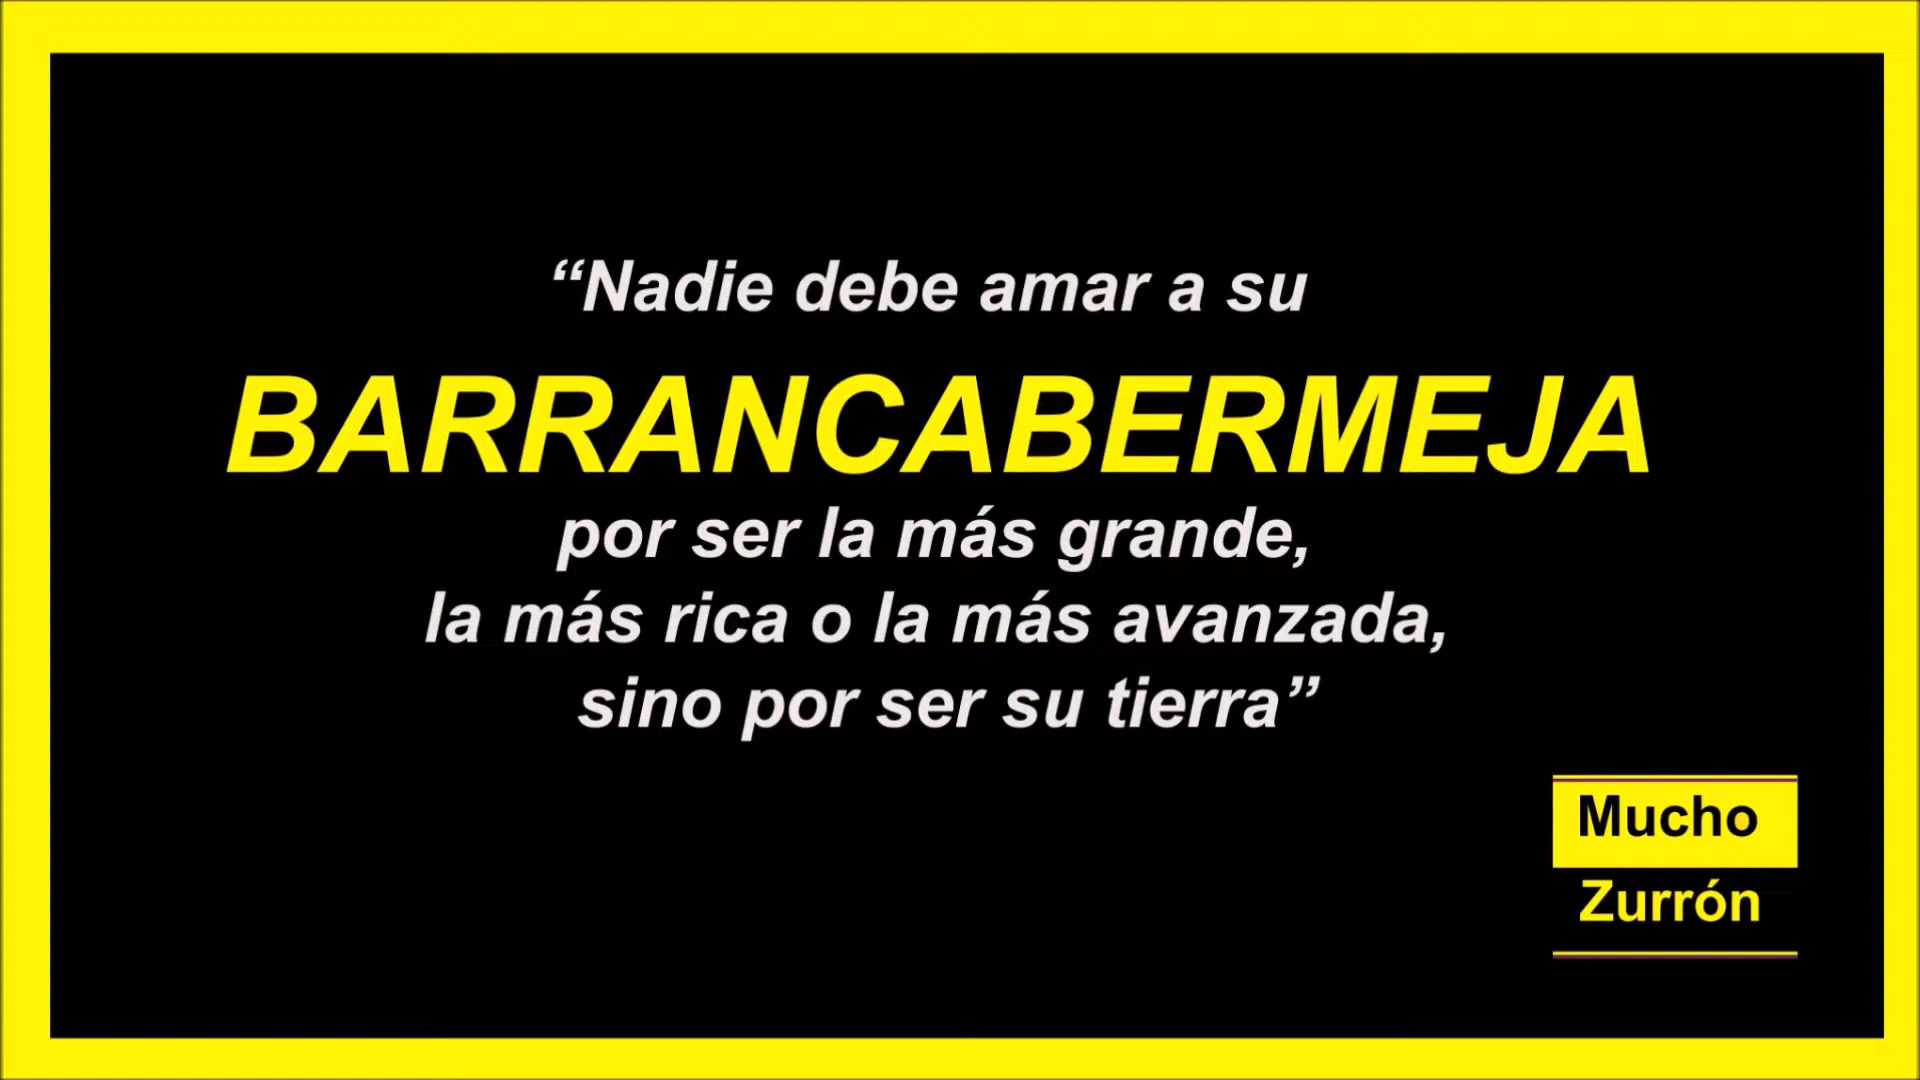 “Nadie debe amar a su
BARRANCABERMEJA
por ser la más grande,
la más rica o la más avanzada,
sino por ser su tierra”
Mucho
Zurrón